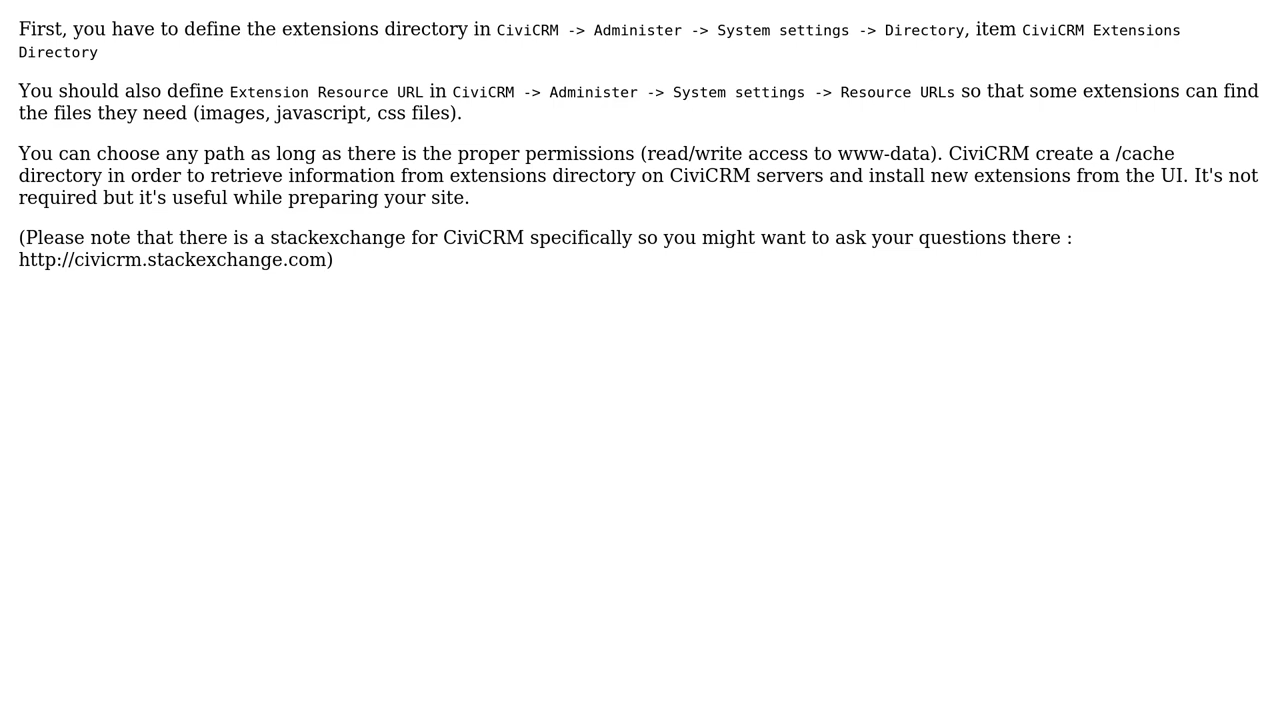 First, you have to define the extensions directory in CiviCRM -> Administer -> System settings -> Directory, item CiviCRM Extensions
Directory
You should also define Extension Resource URL in CiviCRM -> Administer -> System settings -> Resource URLs so that some extensions can find
the files they need (images, javascript, css files).
You can choose any path as long as there is the proper permissions (read/write access to www-data). CiviCRM create a /cache
directory in order to retrieve information from extensions directory on CiviCRM servers and install new extensions from the UI. It's not
required but it's useful while preparing your site.
(Please note that there is a stackexchange for CiviCRM specifically so you might want to ask your questions there :
http://civicrm.stackexchange.com)